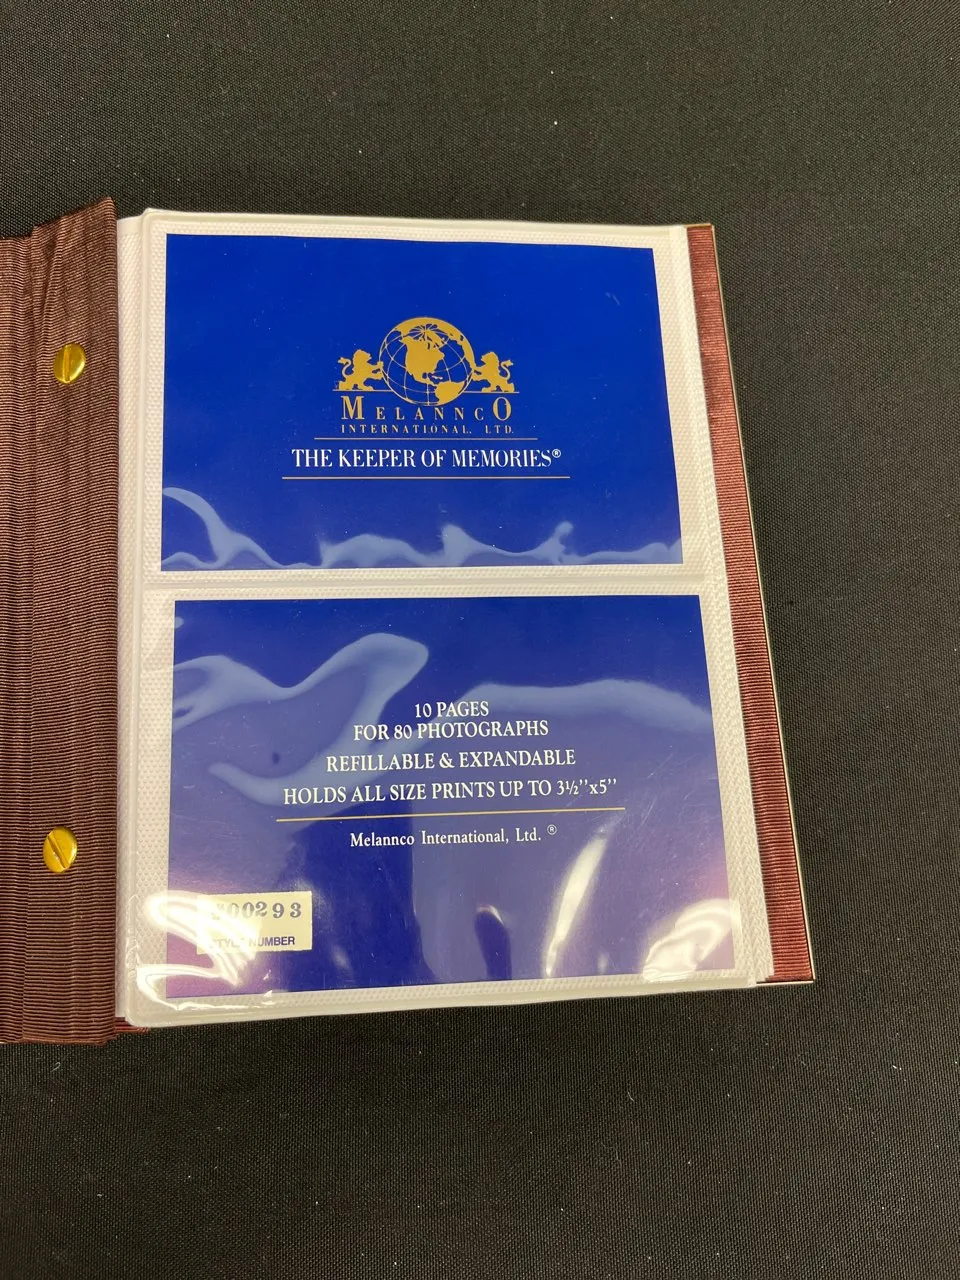 MELANNCO
INTERNATIONAL, LTD.
THE KEEPER OF MEMORIES®
10 PAGES
FOR 80 PHOTOGRAPHS
REFILLABLE & EXPANDABLE
HOLDS ALL SIZE PRINTS UP TO 3½''x5''
Melannco International, Ltd. ®
00293
STYLE NUMBER